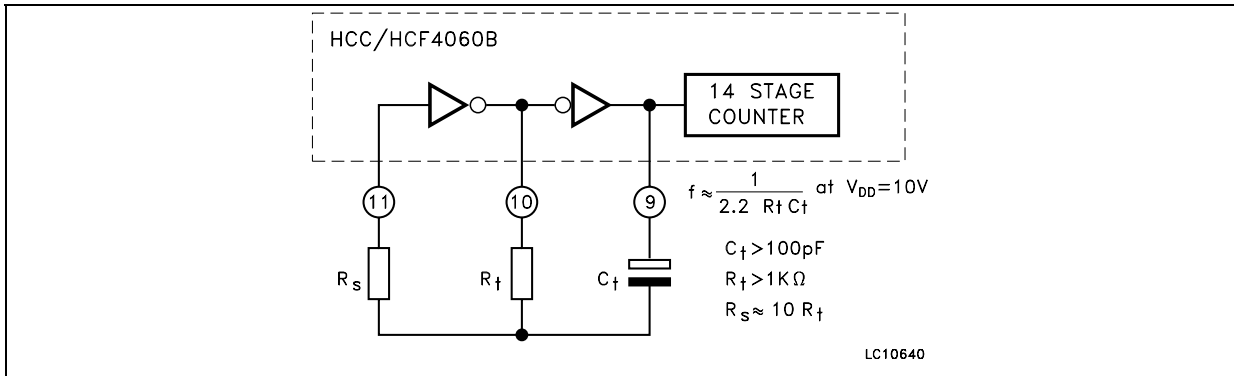 HCC/HCF4060B
14 STAGE
COUNTER
11
10
9
f ≈ 1 / 2.2 Rt Ct at VDD=10V
Rs
Rt
Ct
Ct>100pF
Rt>1KΩ
Rs≈ 10 Rt
LC10640